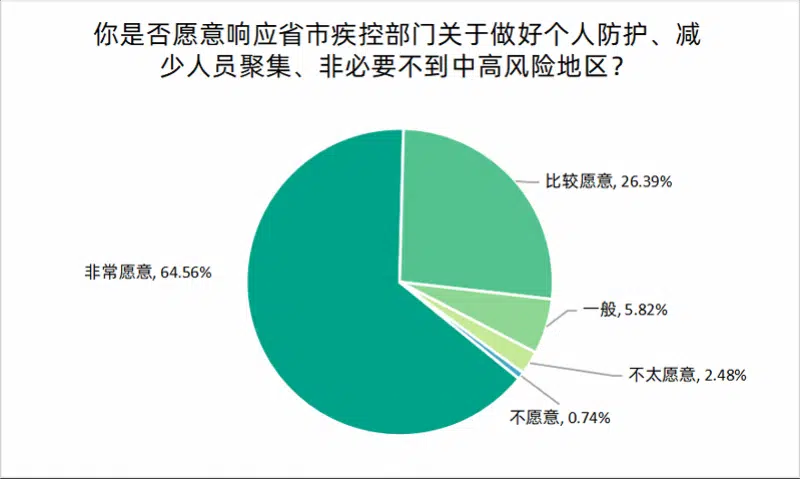 你是否愿意响应省市疾控部门关于做好个人防护、减
少人员聚集、非必要不到中高风险地区？
比较愿意, 26.39%
非常愿意, 64.56%
一般, 5.82%
不太愿意, 2.48%
不愿意, 0.74%